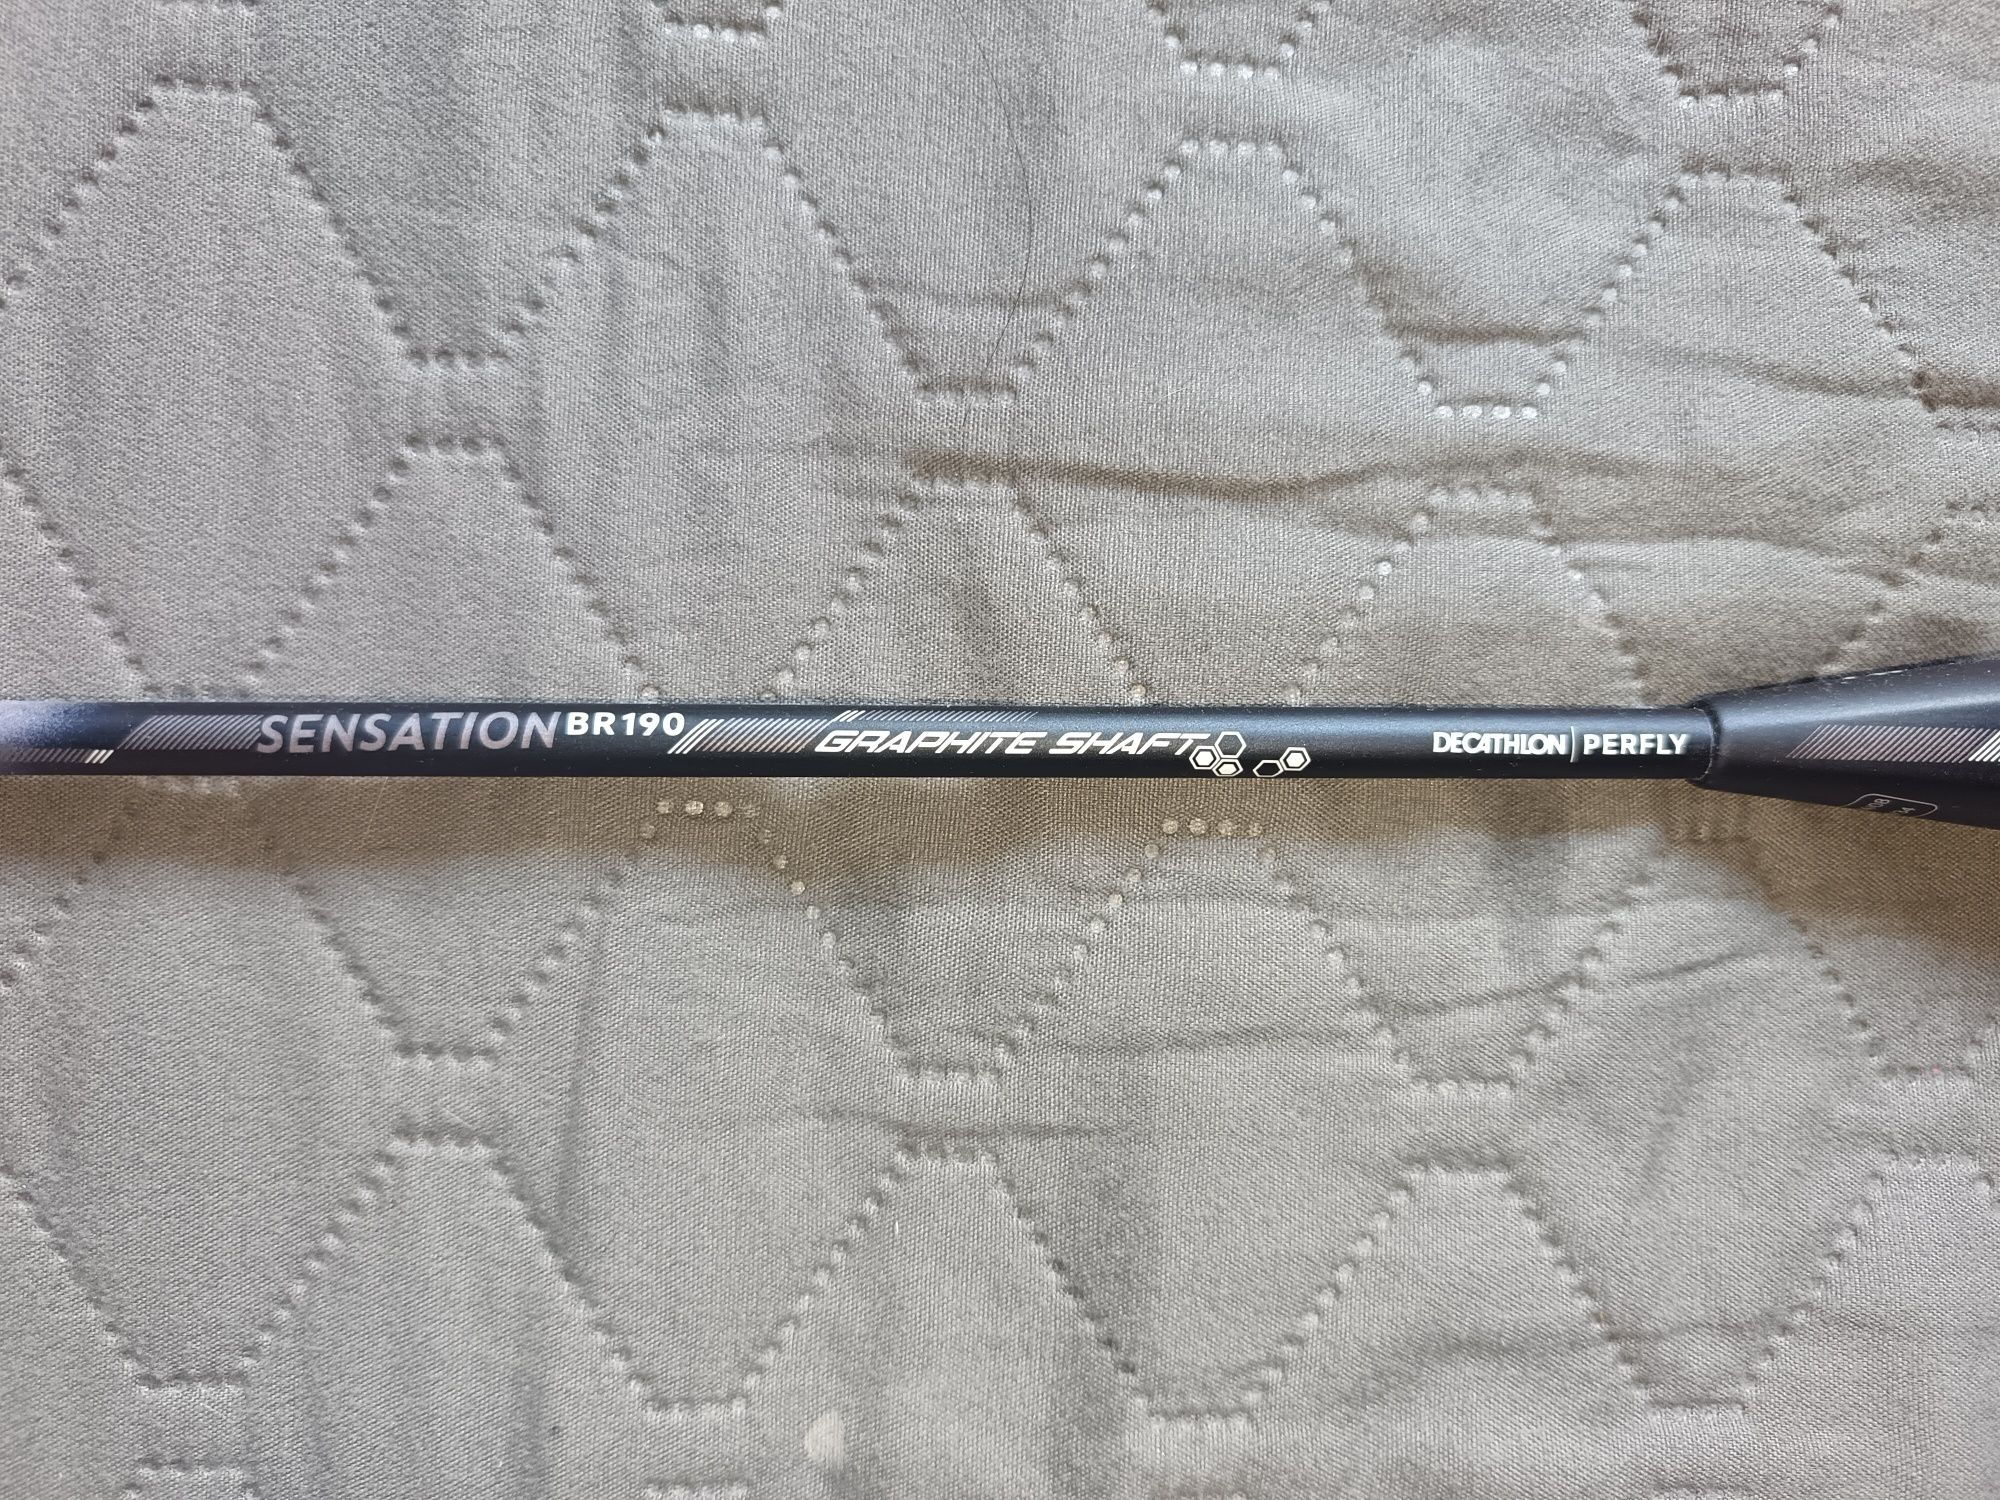 SENSATION BR190 GRAPHITE SHAFT DECATHLON | PERFLY